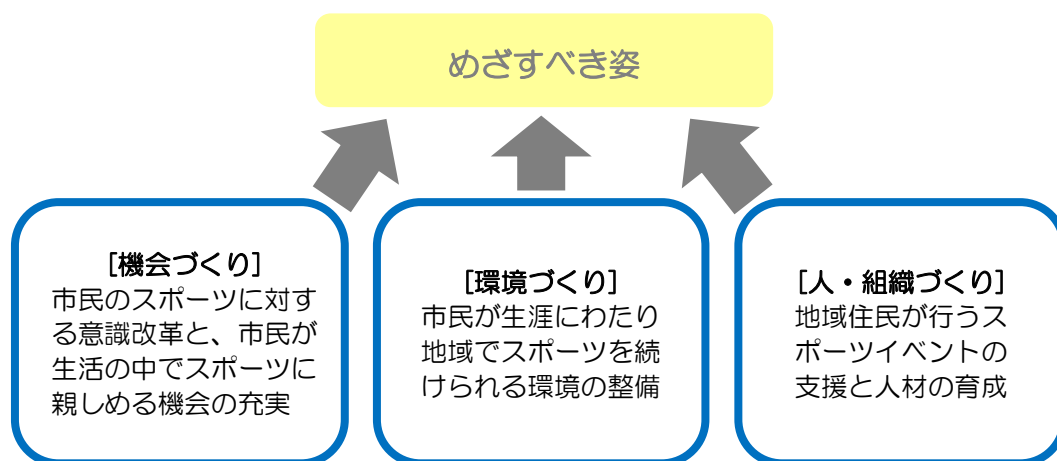 めざすべき姿
[機会づくり]
市民のスポーツに対す
る意識改革と、市民が
生活の中でスポーツに
親しめる機会の充実
[環境づくり]
市民が生涯にわたり
地域でスポーツを続
けられる環境の整備
[人・組織づくり]
地域住民が行うス
ポーツイベントの
支援と人材の育成